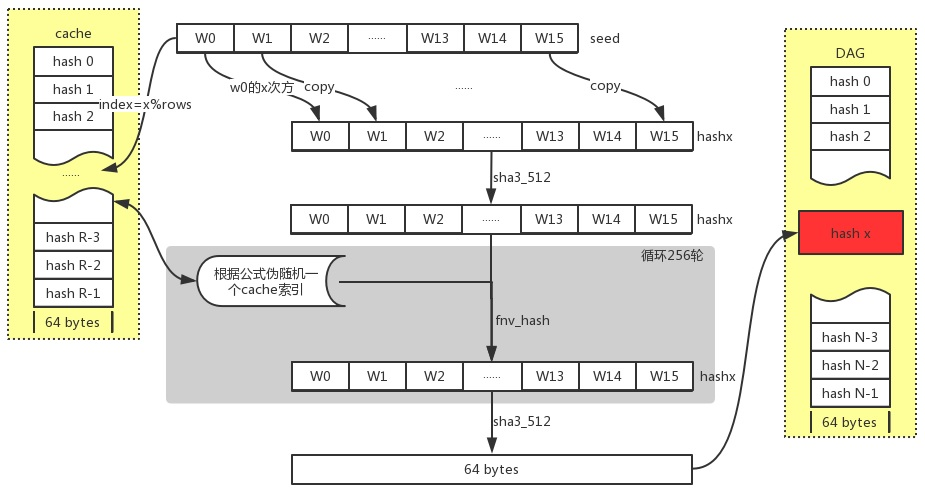 cache
hash 0
hash 1
hash 2
......
hash R-3
hash R-2
hash R-1
64 bytes
W0 W1 W2 ...... W13 W14 W15 seed
index=x%rows
w0的x次方
copy
......
copy
W0 W1 W2 ...... W13 W14 W15 hashx
sha3_512
W0 W1 W2 ...... W13 W14 W15 hashx
循环256轮
根据公式伪随机一
个cache索引
fnv_hash
W0 W1 W2 ...... W13 W14 W15 hashx
sha3_512
64 bytes
DAG
hash 0
hash 1
hash 2
hash x
hash N-3
hash N-2
hash N-1
64 bytes